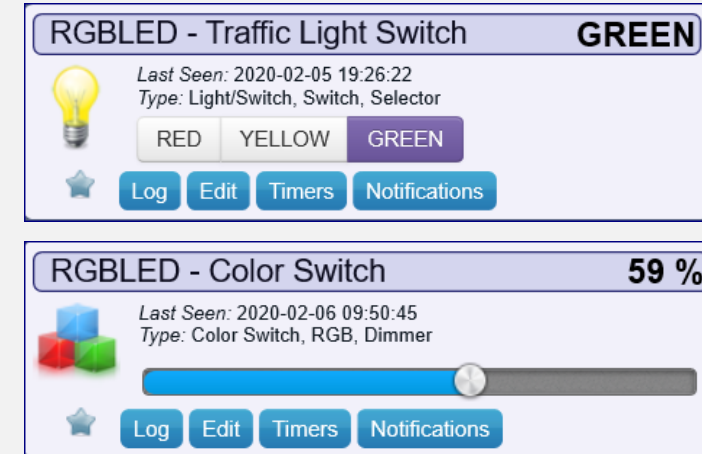 RGBLED - Traffic Light Switch GREEN
Last Seen: 2020-02-05 19:26:22
Type: Light/Switch, Switch, Selector
RED YELLOW GREEN
Log Edit Timers Notifications
RGBLED - Color Switch 59 %
Last Seen: 2020-02-06 09:50:45
Type: Color Switch, RGB, Dimmer
Log Edit Timers Notifications